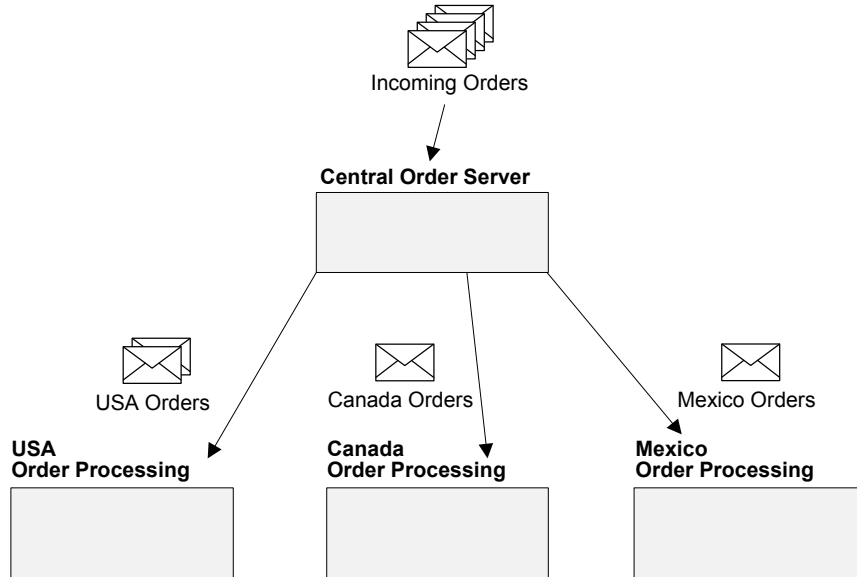 Incoming Orders
Central Order Server
USA Orders
Canada Orders
Mexico Orders
USA
Order Processing
Canada
Order Processing
Mexico
Order Processing